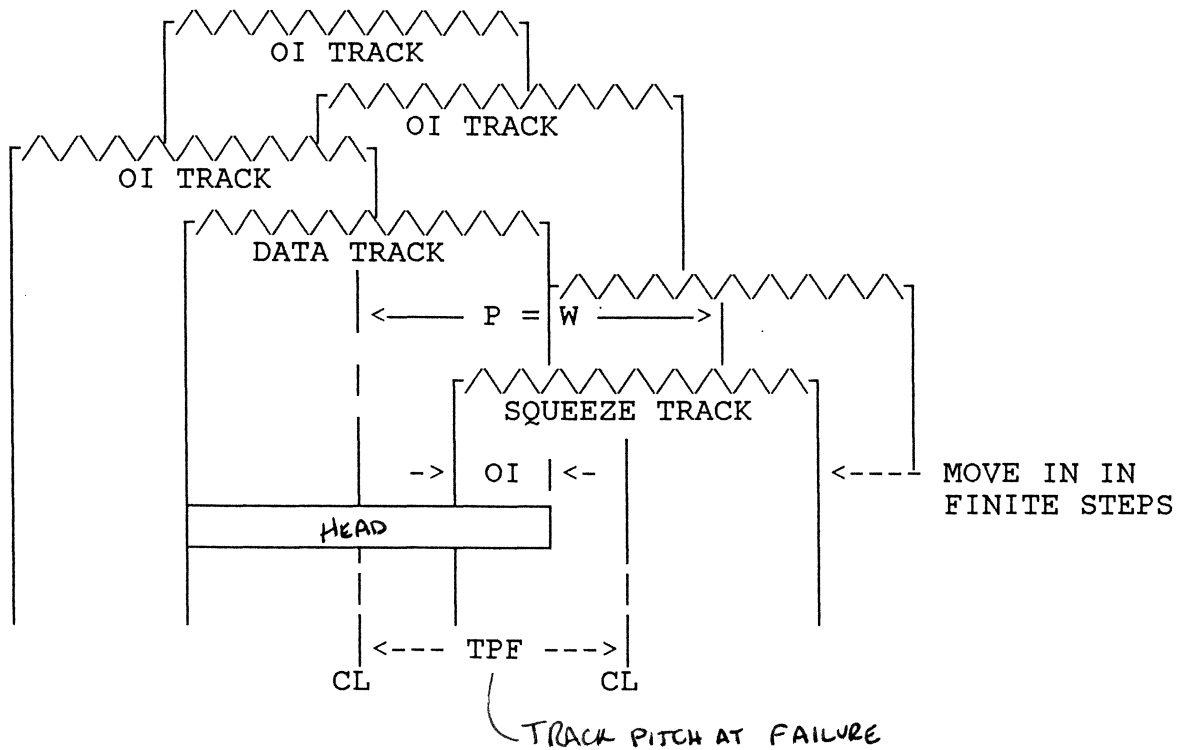 OI TRACK
OI TRACK
OI TRACK
DATA TRACK
<——— P = W ———>
SQUEEZE TRACK
-> OI <-
<---- MOVE IN IN
FINITE STEPS
HEAD
<--- TPF --->
CL CL
TRACK PITCH AT FAILURE